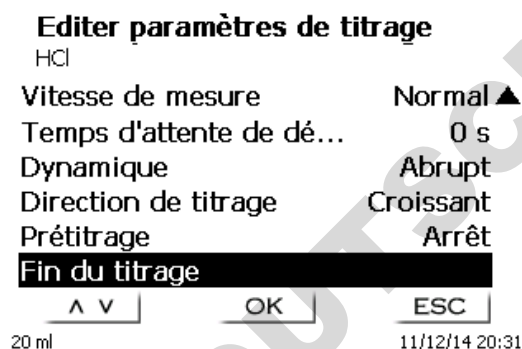 Editer paramètres de titrage
HCl
Vitesse de mesure Normal ▲
Temps d'attente de dé... 0 s
Dynamique Abrupt
Direction de titrage Croissant
Prétitrage Arrêt
Fin du titrage
∧ ∨ OK ESC
20 ml 11/12/14 20:31